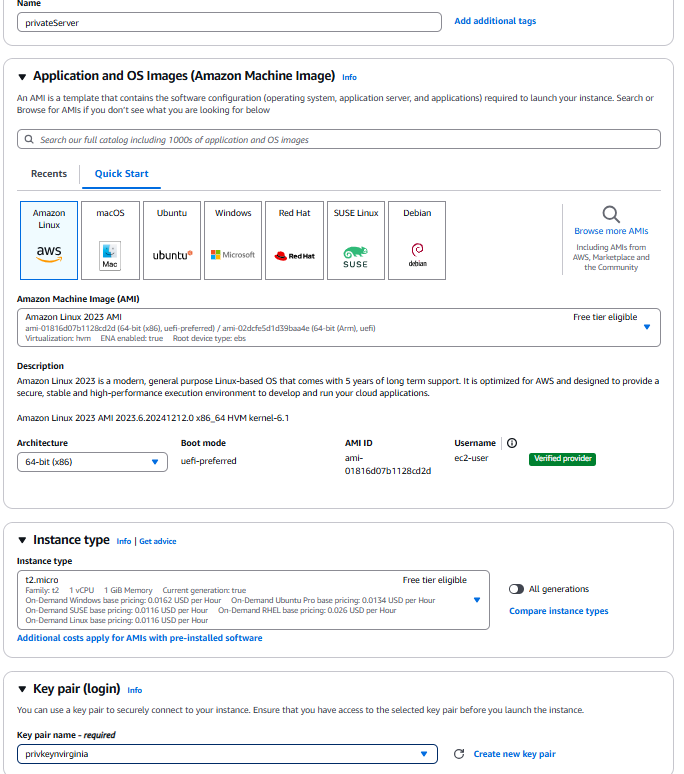 Name
privateServer
Add additional tags
Application and OS Images (Amazon Machine Image) Info
An AMI is a template that contains the software configuration (operating system, application server, and applications) required to launch your instance. Search or
Browse for AMIs if you don't see what you are looking for below
Search our full catalog including 1000s of application and OS images
Recents
Quick Start
Amazon
Linux
aws
macOS
Mac
Ubuntu
ubuntu
Windows
Microsoft
Red Hat
Red Hat
SUSE Linux
SUSE
Debian
debian
Browse more AMIs
Including AMIs from
AWS, Marketplace and
the Community
Amazon Machine Image (AMI)
Amazon Linux 2023 AMI
Free tier eligible
ami-01816d07b1128cd2d (64-bit (x86), uefi-preferred) / ami-02dcfe5d1d39baa4e (64-bit (Arm), uefi)
Virtualization: hvm ENA enabled: true Root device type: ebs
Description
Amazon Linux 2023 is a modern, general purpose Linux-based OS that comes with 5 years of long term support. It is optimized for AWS and designed to provide a
secure, stable and high-performance execution environment to develop and run your cloud applications.
Amazon Linux 2023 AMI 2023.6.20241212.0 x86_64 HVM kernel-6.1
Architecture
64-bit (x86)
Boot mode
uefi-preferred
AMI ID
ami-
01816d07b1128cd2d
Username
ec2-user
Verified provider
Instance type Info | Get advice
Instance type
t2.micro
Free tier eligible
Family: t2 1 vCPU 1 GiB Memory Current generation: true
On-Demand Windows base pricing: 0.0162 USD per Hour On-Demand Ubuntu Pro base pricing: 0.0134 USD per Hour
On-Demand SUSE base pricing: 0.0116 USD per Hour On-Demand RHEL base pricing: 0.026 USD per Hour
On-Demand Linux base pricing: 0.0116 USD per Hour
All generations
Compare instance types
Additional costs apply for AMIs with pre-installed software
Key pair (login) Info
You can use a key pair to securely connect to your instance. Ensure that you have access to the selected key pair before you launch the instance.
Key pair name - required
privkeynvirginia
Create new key pair